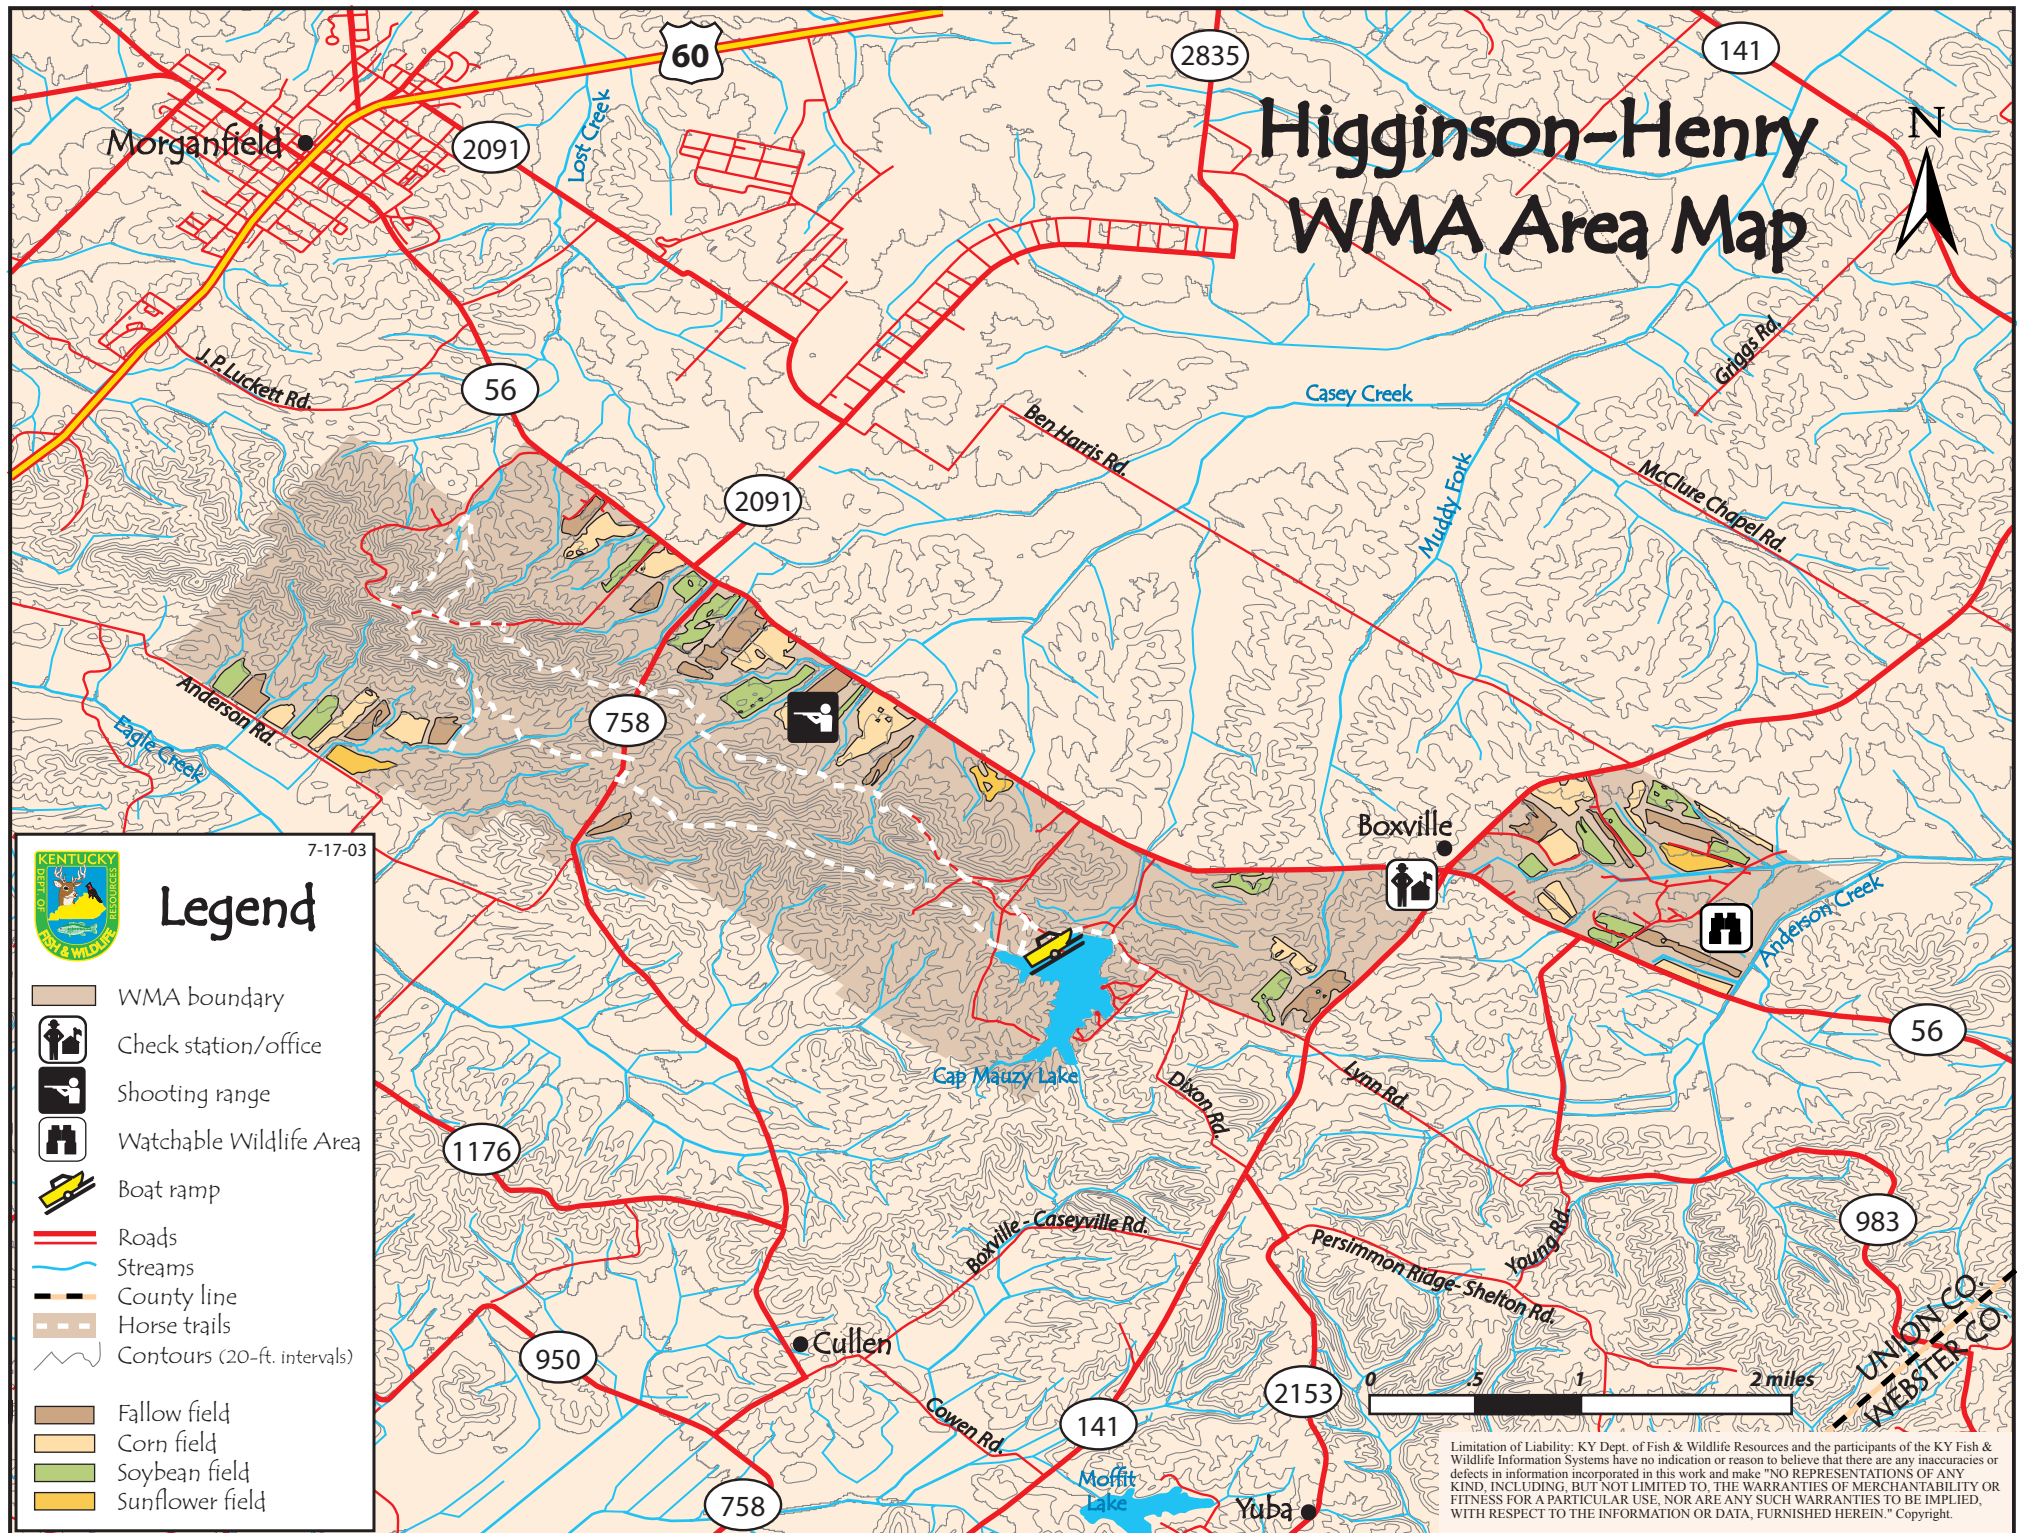 Higginson-Henry
WMA Area Map
N
60
2835
141
Morganfield
2091
Lost Creek
J.P. Luckett Rd.
56
Casey Creek
Griggs Rd.
Ben Harris Rd.
2091
Muddy Fork
McClure Chapel Rd.
Anderson Rd.
Eagle Creek
758
Boxville
Anderson Creek
56
Cap Mauzy Lake
Dixon Rd.
Lynn Rd.
1176
Boxville - Caseyville Rd.
Persimmon Ridge- Shelton Rd.
Young Rd.
983
UNION CO.
WEBSTER CO.
Cullen
950
Cowen Rd.
141
2153
758
Moffit
Lake
Yuba
0 .5 1 2 miles
7-17-03
KENTUCKY
DEPT OF
FISH & WILDLIFE
RESOURCES
Legend
WMA boundary
Check station/office
Shooting range
Watchable Wildlife Area
Boat ramp
Roads
Streams
County line
Horse trails
Contours (20-ft. intervals)
Fallow field
Corn field
Soybean field
Sunflower field
Limitation of Liability: KY Dept. of Fish & Wildlife Resources and the participants of the KY Fish &
Wildlife Information Systems have no indication or reason to believe that there are any inaccuracies or
defects in information incorporated in this work and make "NO REPRESENTATIONS OF ANY
KIND, INCLUDING, BUT NOT LIMITED TO, THE WARRANTIES OF MERCHANTABILITY OR
FITNESS FOR A PARTICULAR USE, NOR ARE ANY SUCH WARRANTIES TO BE IMPLIED,
WITH RESPECT TO THE INFORMATION OR DATA, FURNISHED HEREIN." Copyright.